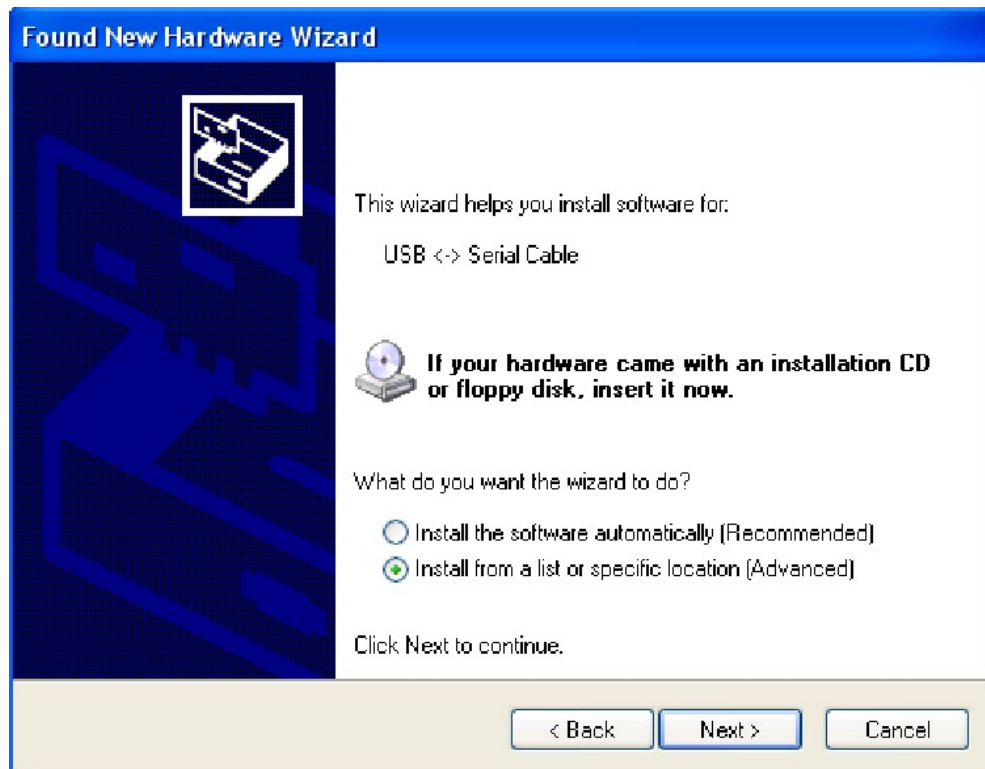 Found New Hardware Wizard
This wizard helps you install software for:
USB <-> Serial Cable
If your hardware came with an installation CD
or floppy disk, insert it now.
What do you want the wizard to do?
Install the software automatically (Recommended)
Install from a list or specific location (Advanced)
Click Next to continue.
< Back
Next >
Cancel